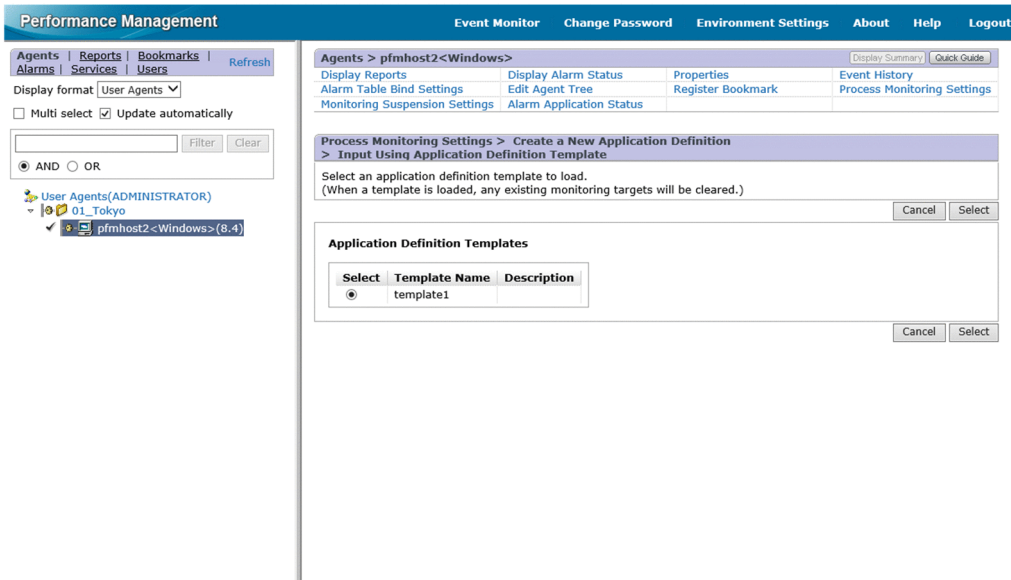 Performance Management
Event Monitor Change Password Environment Settings About Help Logout
Agents | Reports | Bookmarks |
Alarms | Services | Users
Refresh
Display format User Agents
Multi select Update automatically
Filter Clear
AND OR
User Agents(ADMINISTRATOR)
01_Tokyo
pfmhost2<Windows>(8.4)
Agents > pfmhost2<Windows>
Display Summary Quick Guide
Display Reports Display Alarm Status Properties Event History
Alarm Table Bind Settings Edit Agent Tree Register Bookmark Process Monitoring Settings
Monitoring Suspension Settings Alarm Application Status
Process Monitoring Settings > Create a New Application Definition
> Input Using Application Definition Template
Select an application definition template to load.
(When a template is loaded, any existing monitoring targets will be cleared.)
Cancel Select
Application Definition Templates
Select Template Name Description
template1
Cancel Select